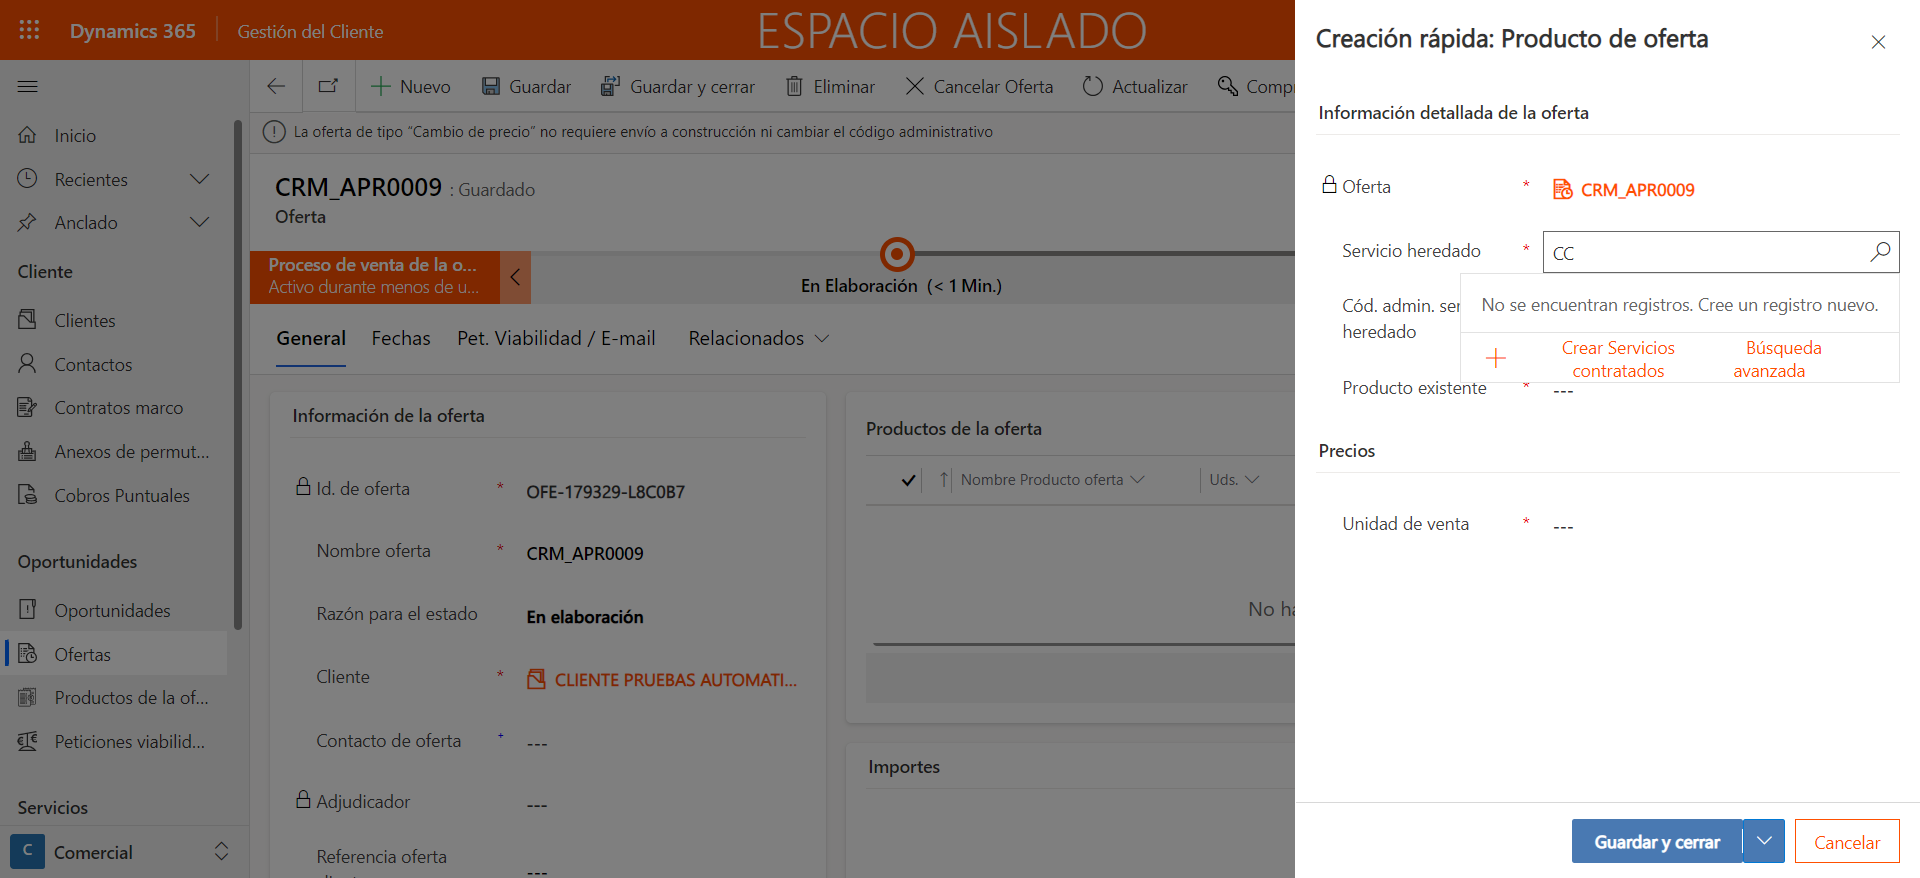 Dynamics 365
Gestión del Cliente
ESPACIO AISLADO
Nuevo
Guardar
Guardar y cerrar
Eliminar
Cancelar Oferta
Actualizar
Comp
La oferta de tipo “Cambio de precio” no requiere envío a construcción ni cambiar el código administrativo
Inicio
Recientes
Anclado
Cliente
Clientes
Contactos
Contratos marco
Anexos de permut...
Cobros Puntuales
Oportunidades
Oportunidades
Ofertas
Productos de la of...
Peticiones viabilid...
Servicios
C
Comercial
CRM_APR0009 : Guardado
Oferta
Proceso de venta de la o...
Activo durante menos de u...
En Elaboración (< 1 Min.)
General
Fechas
Pet. Viabilidad / E-mail
Relacionados
Información de la oferta
Id. de oferta * OFE-179329-L8C0B7
Nombre oferta * CRM_APR0009
Razón para el estado En elaboración
Cliente * CLIENTE PRUEBAS AUTOMATI...
Contacto de oferta + ---
Adjudicador ---
Referencia oferta
---
Productos de la oferta
Nombre Producto oferta
Uds.
No ha
Importes
Creación rápida: Producto de oferta
Información detallada de la oferta
Oferta * CRM_APR0009
Servicio heredado * CC
No se encuentran registros. Cree un registro nuevo.
Crear Servicios
contratados
Búsqueda
avanzada
Cód. admin. ser
heredado
Producto existente * ---
Precios
Unidad de venta * ---
Guardar y cerrar
Cancelar